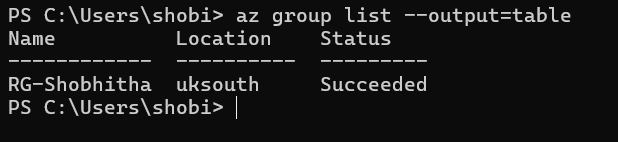 PS C:\Users\shobi> az group list --output=table
Name          Location    Status
------------  ----------  ---------
RG-Shobhitha  uksouth     Succeeded
PS C:\Users\shobi>